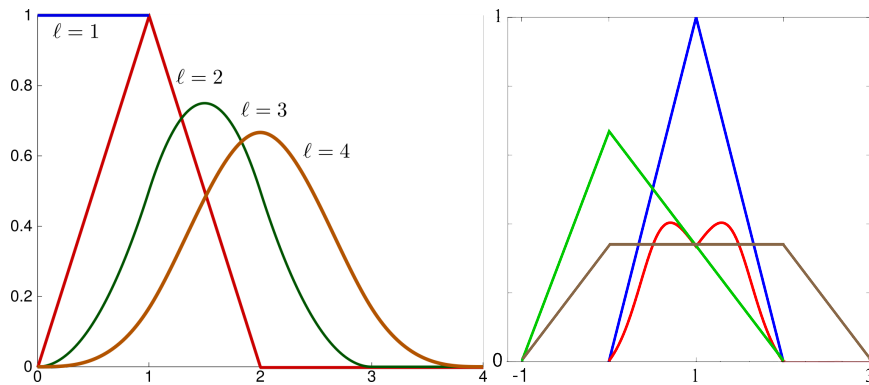 1
ℓ = 1
0.8
ℓ = 2
0.6
ℓ = 3
ℓ = 4
0.4
0.2
0
0 1 2 3 4
1
0
-1 1 3